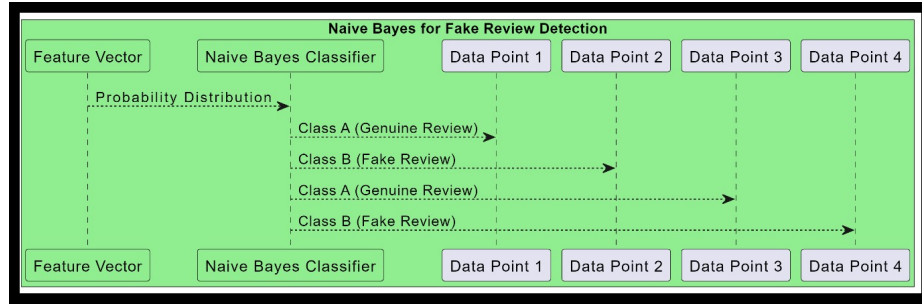 Naive Bayes for Fake Review Detection
Feature Vector Naive Bayes Classifier Data Point 1 Data Point 2 Data Point 3 Data Point 4
Probability Distribution
Class A (Genuine Review)
Class B (Fake Review)
Class A (Genuine Review)
Class B (Fake Review)
Feature Vector Naive Bayes Classifier Data Point 1 Data Point 2 Data Point 3 Data Point 4